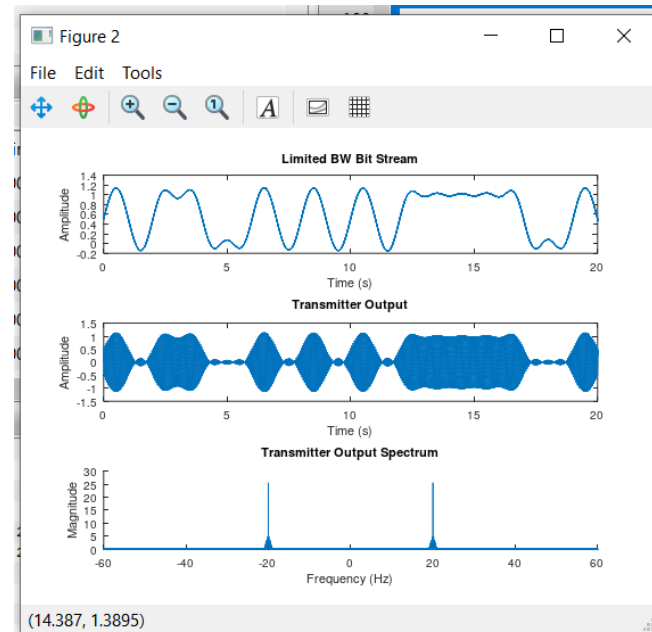 Figure 2
File Edit Tools
A
Limited BW Bit Stream
Amplitude
1.4
1.2
1
0.8
0.6
0.4
0.2
0
-0.2
0 5 10 15 20
Time (s)
Transmitter Output
Amplitude
1.5
1
0.5
0
-0.5
-1
-1.5
0 5 10 15 20
Time (s)
Transmitter Output Spectrum
Magnitude
30
25
20
15
10
5
0
-60 -40 -20 0 20 40 60
Frequency (Hz)
(14.387, 1.3895)